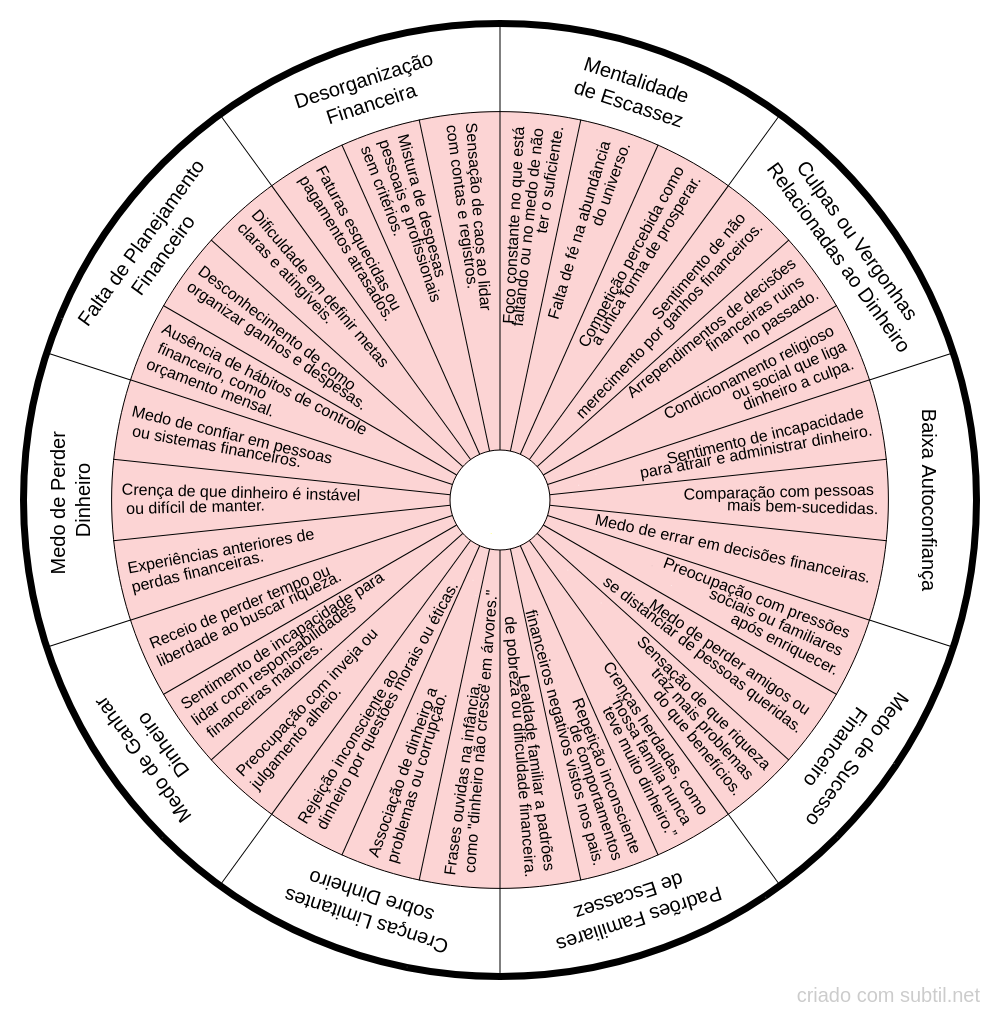 Mentalidade
de Escassez
Foco constante no que está
faltando ou no medo de não
ter o suficiente.
Falta de fé na abundância
do universo.
Competição percebida como
a única forma de prosperar.
Culpas ou Vergonhas
Relacionadas ao Dinheiro
Sentimento de não
merecimento por ganhos financeiros.
Arrependimentos de decisões
financeiras ruins
no passado.
Condicionamento religioso
ou social que liga
dinheiro a culpa.
Baixa Autoconfiança
Sentimento de incapacidade
para atrair e administrar dinheiro.
Comparação com pessoas
mais bem-sucedidas.
Medo de errar em decisões financeiras.
Medo de Sucesso
Financeiro
Preocupação com pressões
sociais ou familiares
após enriquecer.
Medo de perder amigos ou
se distanciar de pessoas queridas.
Sensação de que riqueza
traz mais problemas
do que benefícios.
Padrões Familiares
de Escassez
Crenças herdadas, como
"nossa família nunca
teve muito dinheiro."
Repetição inconsciente
de comportamentos
financeiros negativos vistos nos pais.
Lealdade familiar a padrões
de pobreza ou dificuldade financeira.
Crenças Limitantes
sobre Dinheiro
Frases ouvidas na infância,
como "dinheiro não cresce em árvores."
Associação de dinheiro a
problemas ou corrupção.
Rejeição inconsciente ao
dinheiro por questões morais ou éticas.
Medo de Ganhar
Dinheiro
Preocupação com inveja ou
julgamento alheio.
Sentimento de incapacidade para
lidar com responsabilidades
financeiras maiores.
Receio de perder tempo ou
liberdade ao buscar riqueza.
Medo de Perder
Dinheiro
Experiências anteriores de
perdas financeiras.
Crença de que dinheiro é instável
ou difícil de manter.
Medo de confiar em pessoas
ou sistemas financeiros.
Falta de Planejamento
Financeiro
Ausência de hábitos de controle
financeiro, como
orçamento mensal.
Desconhecimento de como
organizar ganhos e despesas.
Dificuldade em definir metas
claras e atingíveis.
Desorganização
Financeira
Faturas esquecidas ou
pagamentos atrasados.
Mistura de despesas
pessoais e profissionais
sem critérios.
Sensação de caos ao lidar
com contas e registros.
criado com subtil.net